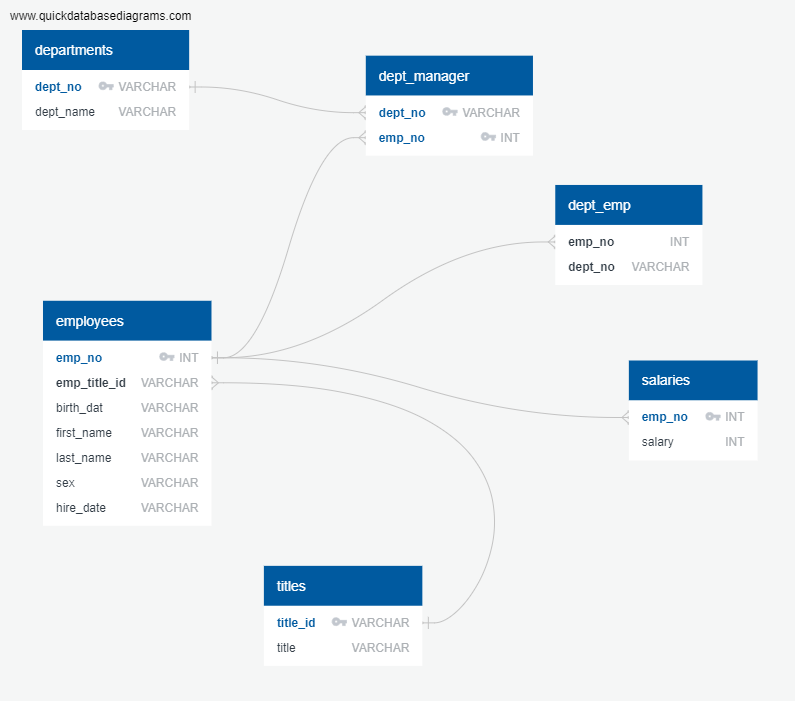 www.quickdatabasediagrams.com
departments
dept_no VARCHAR
dept_name VARCHAR
dept_manager
dept_no VARCHAR
emp_no INT
dept_emp
emp_no INT
dept_no VARCHAR
employees
emp_no INT
emp_title_id VARCHAR
birth_dat VARCHAR
first_name VARCHAR
last_name VARCHAR
sex VARCHAR
hire_date VARCHAR
salaries
emp_no INT
salary INT
titles
title_id VARCHAR
title VARCHAR